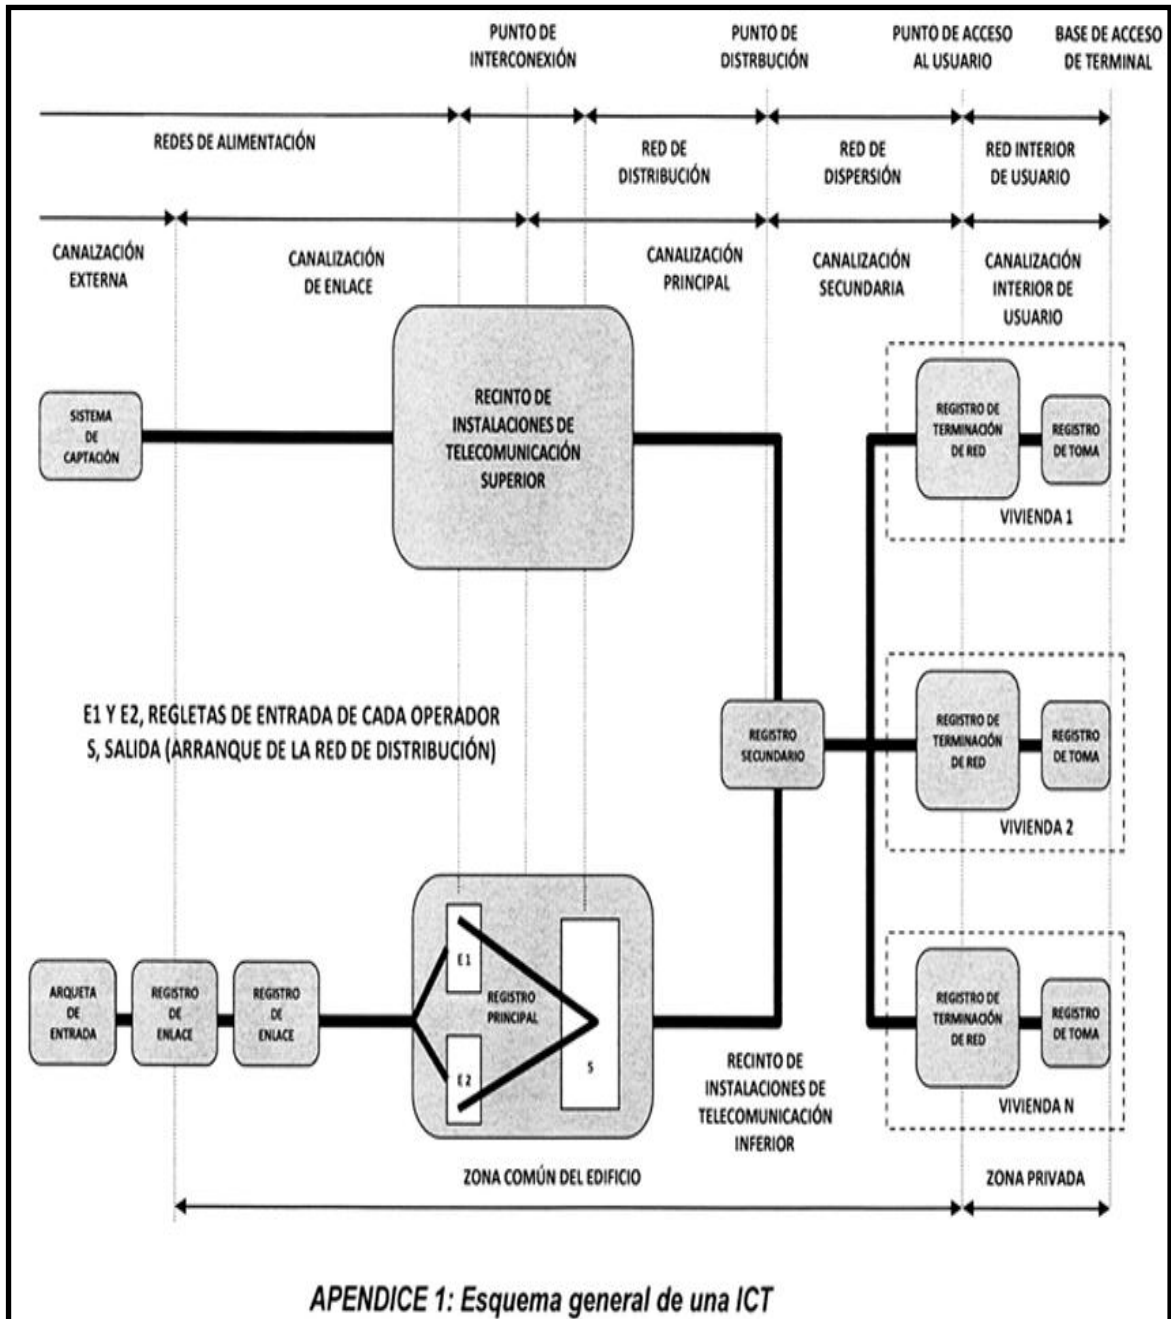 PUNTO DE
INTERCONEXIÓN
PUNTO DE
DISTRBUCIÓN
PUNTO DE ACCESO
AL USUARIO
BASE DE ACCESO
DE TERMINAL
REDES DE ALIMENTACIÓN
RED DE
DISTRIBUCIÓN
RED DE
DISPERSIÓN
RED INTERIOR
DE USUARIO
CANALZACIÓN
EXTERNA
CANALIZACIÓN
DE ENLACE
CANALIZACIÓN
PRINCIPAL
CANALIZACIÓN
SECUNDARIA
CANALIZACIÓN
INTERIOR DE
USUARIO
SISTEMA
DE
CAPTACIÓN
RECINTO DE
INSTALACIONES DE
TELECOMUNICACIÓN
SUPERIOR
REGISTRO DE
TERMINACIÓN
DE RED
REGISTRO
DE TOMA
VIVIENDA 1
E1 Y E2, REGLETAS DE ENTRADA DE CADA OPERADOR
S, SALIDA (ARRANQUE DE LA RED DE DISTRIBUCIÓN)
REGISTRO
SECUNDARIO
REGISTRO DE
TERMINACIÓN
DE RED
REGISTRO
DE TOMA
VIVIENDA 2
ARQUETA
DE
ENTRADA
REGISTRO
DE
ENLACE
REGISTRO
DE
ENLACE
E 1
REGISTRO
PRINCIPAL
E 2
S
RECINTO DE
INSTALACIONES DE
TELECOMUNICACIÓN
INFERIOR
REGISTRO DE
TERMINACIÓN
DE RED
REGISTRO
DE TOMA
VIVIENDA N
ZONA COMÚN DEL EDIFICIO
ZONA PRIVADA
APENDICE 1: Esquema general de una ICT